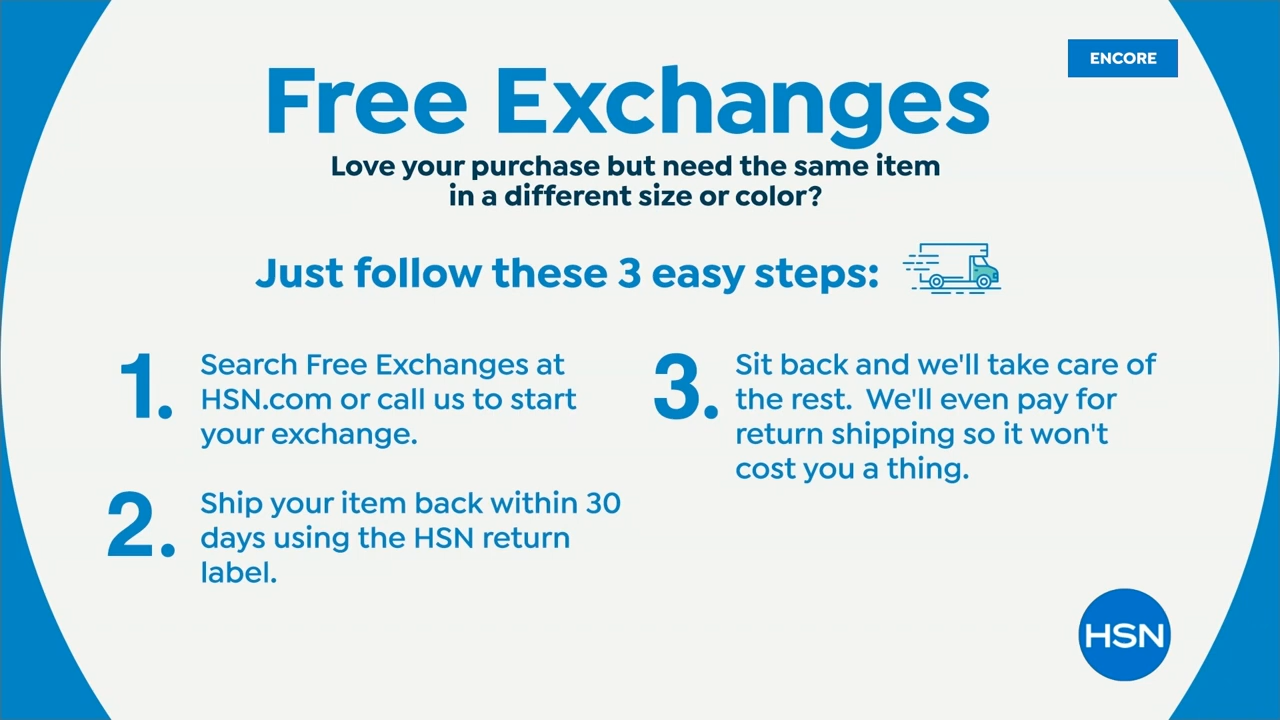 ENCORE
Free Exchanges
Love your purchase but need the same item
in a different size or color?
Just follow these 3 easy steps:
1. Search Free Exchanges at
HSN.com or call us to start
your exchange.
2. Ship your item back within 30
days using the HSN return
label.
3. Sit back and we'll take care of
the rest.  We'll even pay for
return shipping so it won't
cost you a thing.
HSN